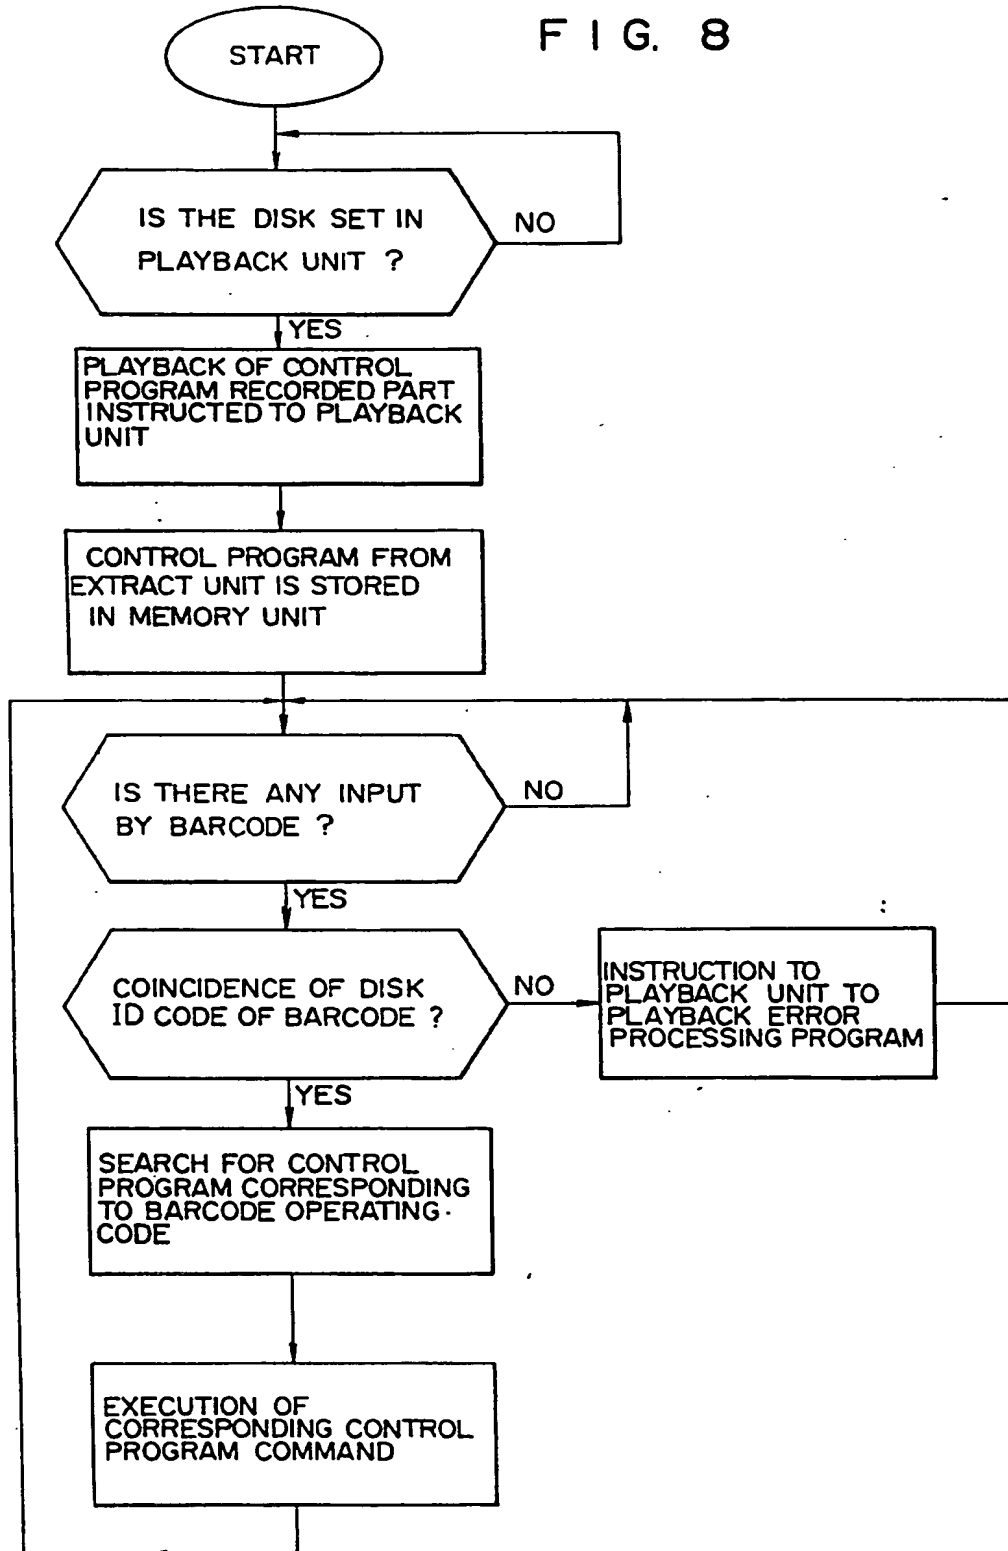 FIG. 8
START
IS THE DISK SET IN
PLAYBACK UNIT ?
NO
YES
PLAYBACK OF CONTROL
PROGRAM RECORDED PART
INSTRUCTED TO PLAYBACK
UNIT
CONTROL PROGRAM FROM
EXTRACT UNIT IS STORED
IN MEMORY UNIT
IS THERE ANY INPUT
BY BARCODE ?
NO
YES
COINCIDENCE OF DISK
ID CODE OF BARCODE ?
NO
INSTRUCTION TO
PLAYBACK UNIT TO
PLAYBACK ERROR
PROCESSING PROGRAM
YES
SEARCH FOR CONTROL
PROGRAM CORRESPONDING
TO BARCODE OPERATING
CODE
EXECUTION OF
CORRESPONDING CONTROL
PROGRAM COMMAND